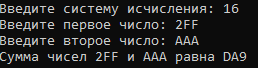 Введите систему исчисления: 16
Введите первое число: 2FF
Введите второе число: AAA
Сумма чисел 2FF и AAA равна DA9